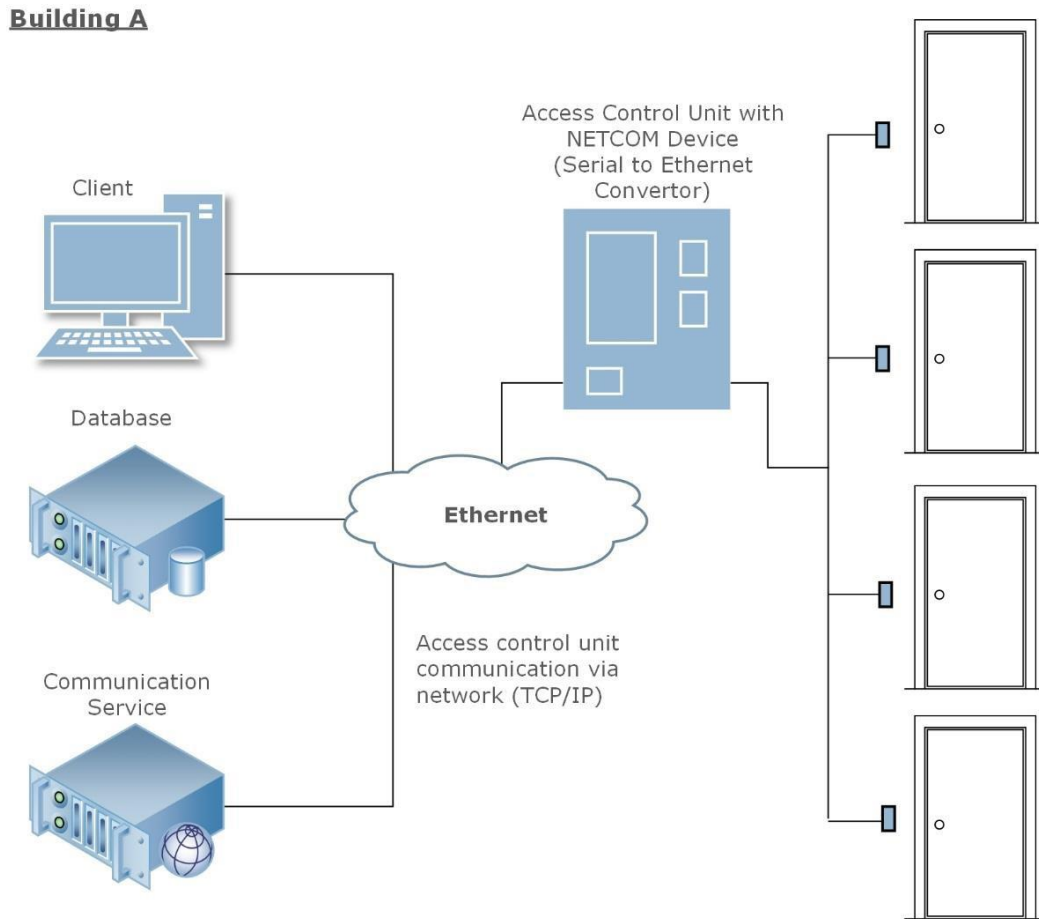 Building A
Access Control Unit with
NETCOM Device
(Serial to Ethernet
Convertor)
Client
Database
Ethernet
Access control unit
communication via
network (TCP/IP)
Communication
Service